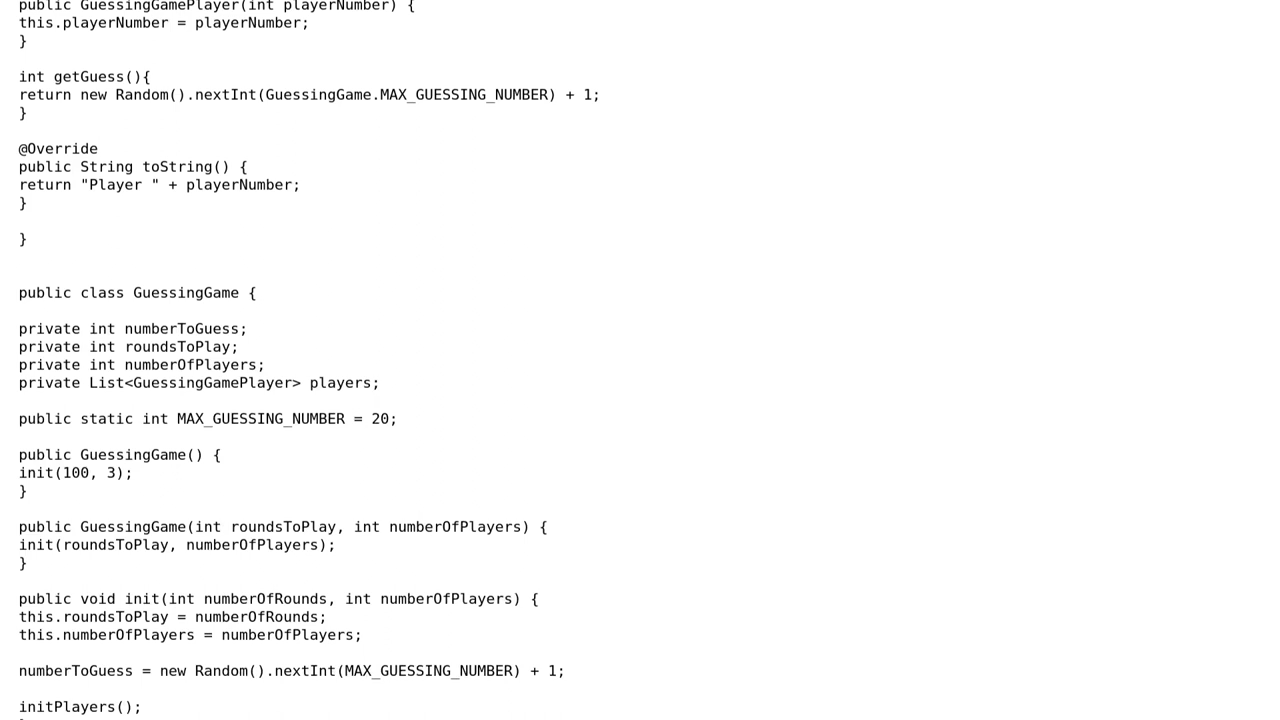 public GuessingGamePlayer(int playerNumber) {
this.playerNumber = playerNumber;
}
int getGuess(){
return new Random().nextInt(GuessingGame.MAX_GUESSING_NUMBER) + 1;
}
@Override
public String toString() {
return "Player " + playerNumber;
}
}
public class GuessingGame {
private int numberToGuess;
private int roundsToPlay;
private int numberOfPlayers;
private List<GuessingGamePlayer> players;
public static int MAX_GUESSING_NUMBER = 20;
public GuessingGame() {
init(100, 3);
}
public GuessingGame(int roundsToPlay, int numberOfPlayers) {
init(roundsToPlay, numberOfPlayers);
}
public void init(int numberOfRounds, int numberOfPlayers) {
this.roundsToPlay = numberOfRounds;
this.numberOfPlayers = numberOfPlayers;
numberToGuess = new Random().nextInt(MAX_GUESSING_NUMBER) + 1;
initPlayers();